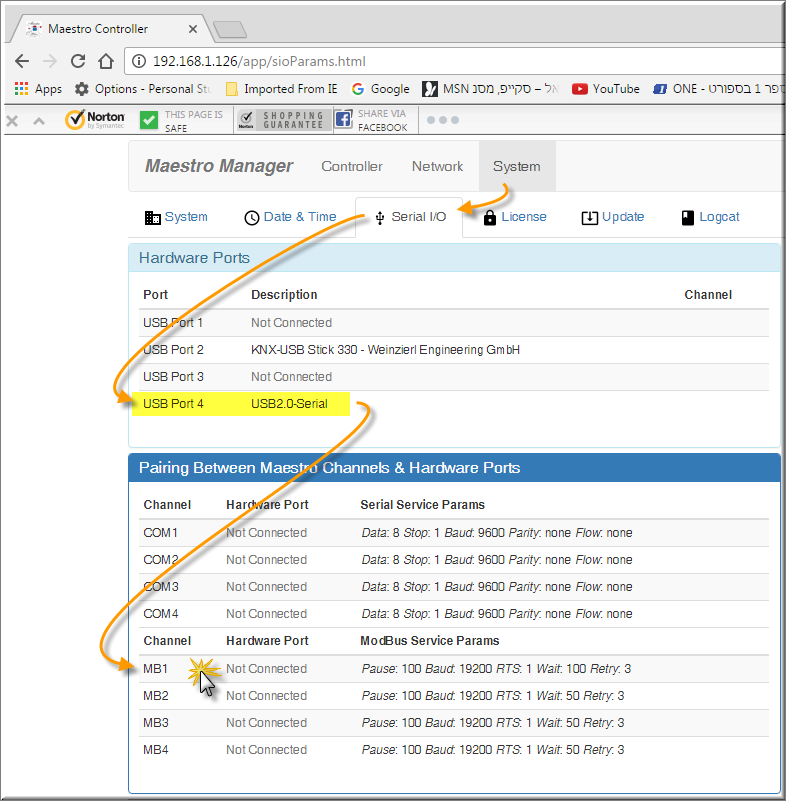 Maestro Controller
192.168.1.126/app/sioParams.html
Apps Options - Personal St Imported From IE Google MSN אל – סקייפ, מסנ YouTube ONE - ספר 1 בספורט
Norton by Symantec THIS PAGE IS SAFE Norton SHOPPING GUARANTEE SHARE VIA FACEBOOK
Maestro Manager Controller Network System
System Date & Time Serial I/O License Update Logcat
Hardware Ports
Port Description Channel
USB Port 1 Not Connected
USB Port 2 KNX-USB Stick 330 - Weinzierl Engineering GmbH
USB Port 3 Not Connected
USB Port 4 USB2.0-Serial
Pairing Between Maestro Channels & Hardware Ports
Channel Hardware Port Serial Service Params
COM1 Not Connected Data: 8 Stop: 1 Baud: 9600 Parity: none Flow: none
COM2 Not Connected Data: 8 Stop: 1 Baud: 9600 Parity: none Flow: none
COM3 Not Connected Data: 8 Stop: 1 Baud: 9600 Parity: none Flow: none
COM4 Not Connected Data: 8 Stop: 1 Baud: 9600 Parity: none Flow: none
Channel Hardware Port ModBus Service Params
MB1 Not Connected Pause: 100 Baud: 19200 RTS: 1 Wait: 100 Retry: 3
MB2 Not Connected Pause: 100 Baud: 19200 RTS: 1 Wait: 50 Retry: 3
MB3 Not Connected Pause: 100 Baud: 19200 RTS: 1 Wait: 50 Retry: 3
MB4 Not Connected Pause: 100 Baud: 19200 RTS: 1 Wait: 50 Retry: 3